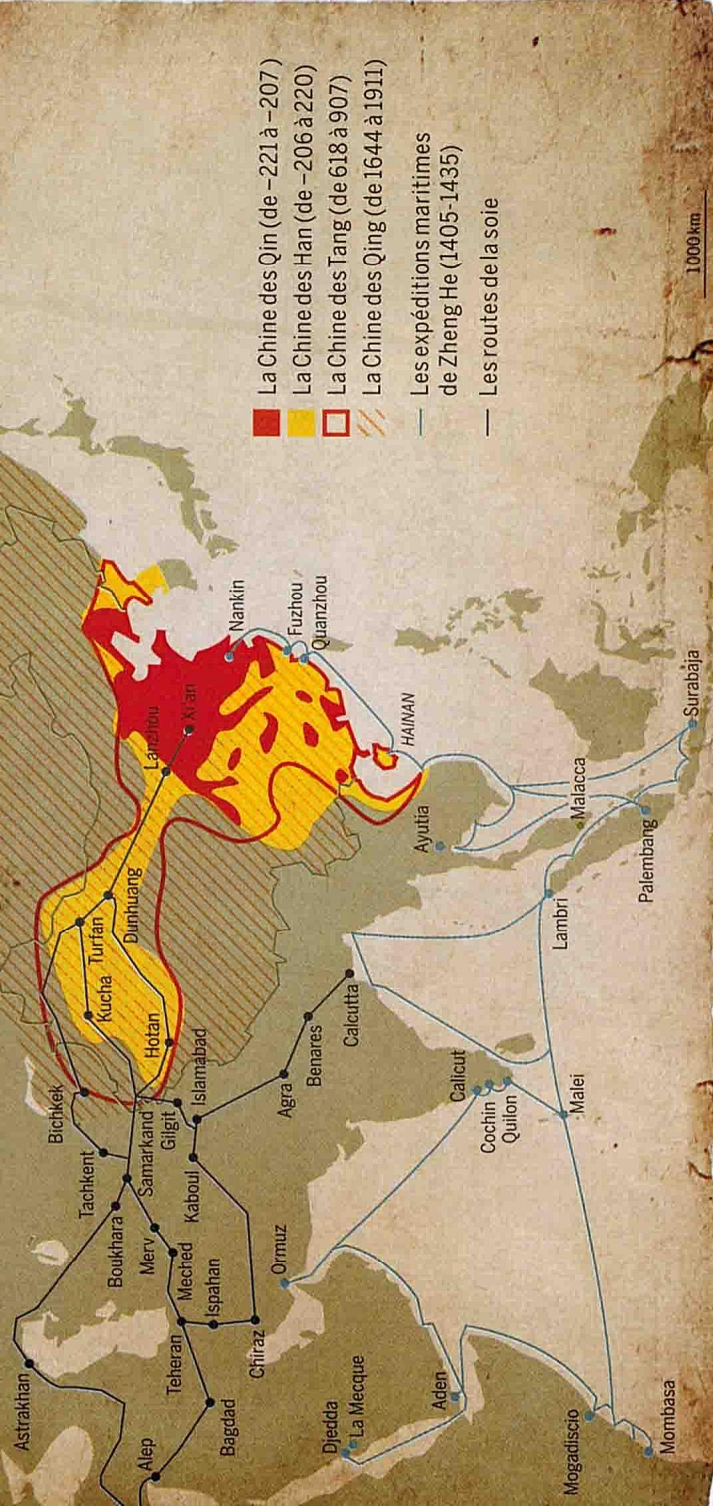 Astrakhan
Alep
Bagdad
Teheran
Ispahan
Chiraz
Meched
Merv
Boukhara
Tachkent
Samarkand
Bichkek
Gilgit
Kaboul
Islamabad
Hotan
Kucha
Turfan
Dunhuang
Lanzhou
Xi'an
Nankin
Fuzhou
Quanzhou
HAINAN
Agra
Benares
Calcutta
Ormuz
Djedda
La Mecque
Aden
Mogadiscio
Mombasa
Calicut
Cochin
Quilon
Malei
Lambri
Ayutia
Malacca
Palembang
Surabaja
La Chine des Qin (de –221 à –207)
La Chine des Han (de –206 à 220)
La Chine des Tang (de 618 à 907)
La Chine des Qing (de 1644 à 1911)
Les expéditions maritimes
de Zheng He (1405-1435)
Les routes de la soie
1000 km